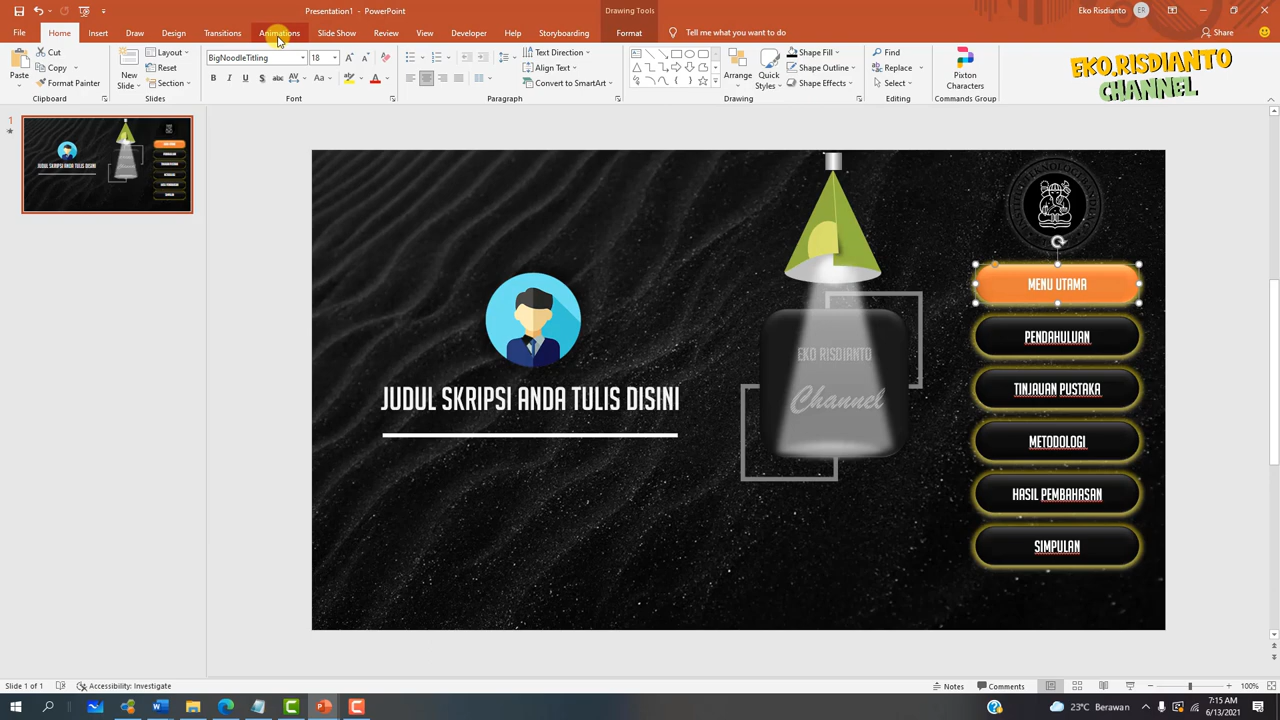 Presentation1 - PowerPoint
Drawing Tools
Eko Risdianto
ER
File
Home
Insert
Draw
Design
Transitions
Animations
Slide Show
Review
View
Developer
Help
Storyboarding
Format
Tell me what you want to do
Share
Paste
Cut
Copy
Format Painter
Clipboard
New
Slide
Layout
Reset
Section
Slides
BigNoodleTitling
18
Font
Text Direction
Align Text
Convert to SmartArt
Paragraph
Arrange
Quick
Styles
Shape Fill
Shape Outline
Shape Effects
Drawing
Find
Replace
Select
Editing
Pixton
Characters
Commands Group
EKO.RISDIANTO
CHANNEL
1
JUDUL SKRIPSI ANDA TULIS DISINI
EKO RISDIANTO
Channel
MENU UTAMA
PENDAHULUAN
TINJAUAN PUSTAKA
METODOLOGI
HASIL PEMBAHASAN
SIMPULAN
Slide 1 of 1
Accessibility: Investigate
Notes
Comments
100%
23°C Berawan
7:15 AM
6/13/2021